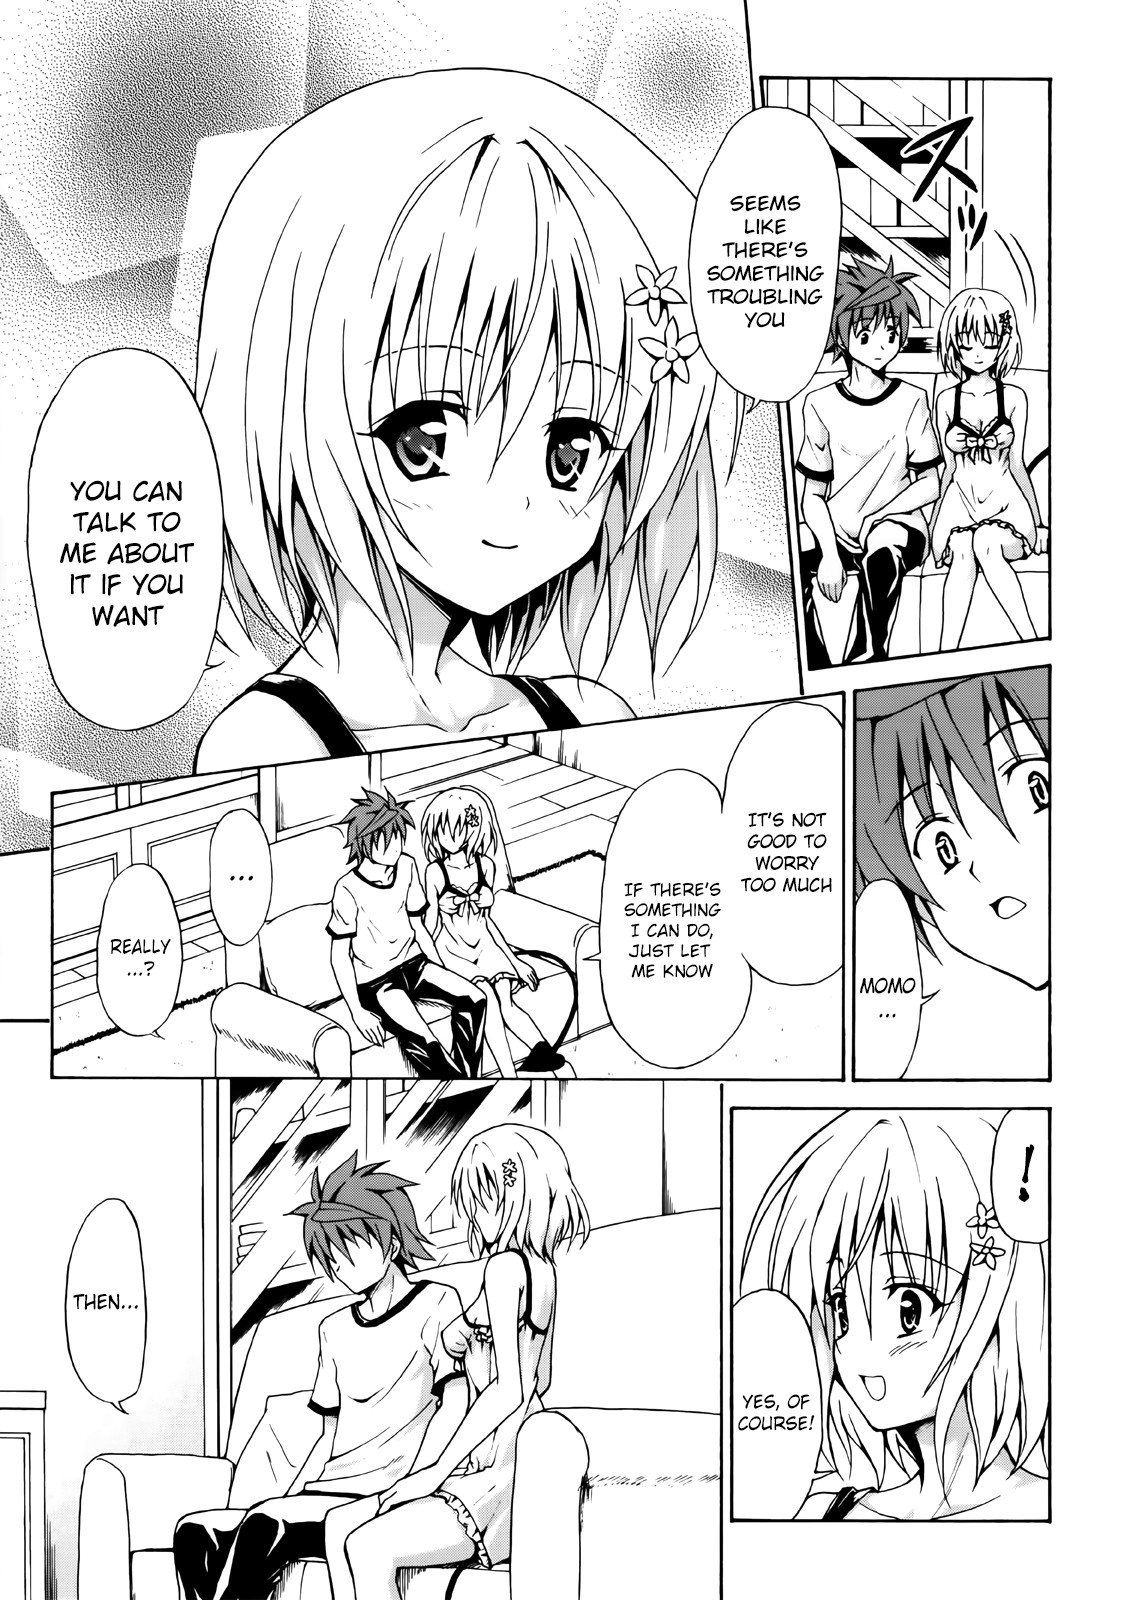 スッ
SEEMS
LIKE
THERE'S
SOMETHING
TROUBLING
YOU
YOU CAN
TALK TO
ME ABOUT
IT IF YOU
WANT
MOMO
...
IT'S NOT
GOOD TO
WORRY
TOO MUCH
IF THERE'S
SOMETHING
I CAN DO,
JUST LET
ME KNOW
...
REALLY
...?
!
YES, OF
COURSE!
THEN...